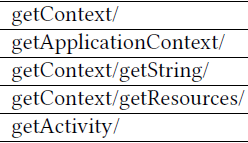 getContext/
getApplicationContext/
getContext/getString/
getContext/getResources/
getActivity/